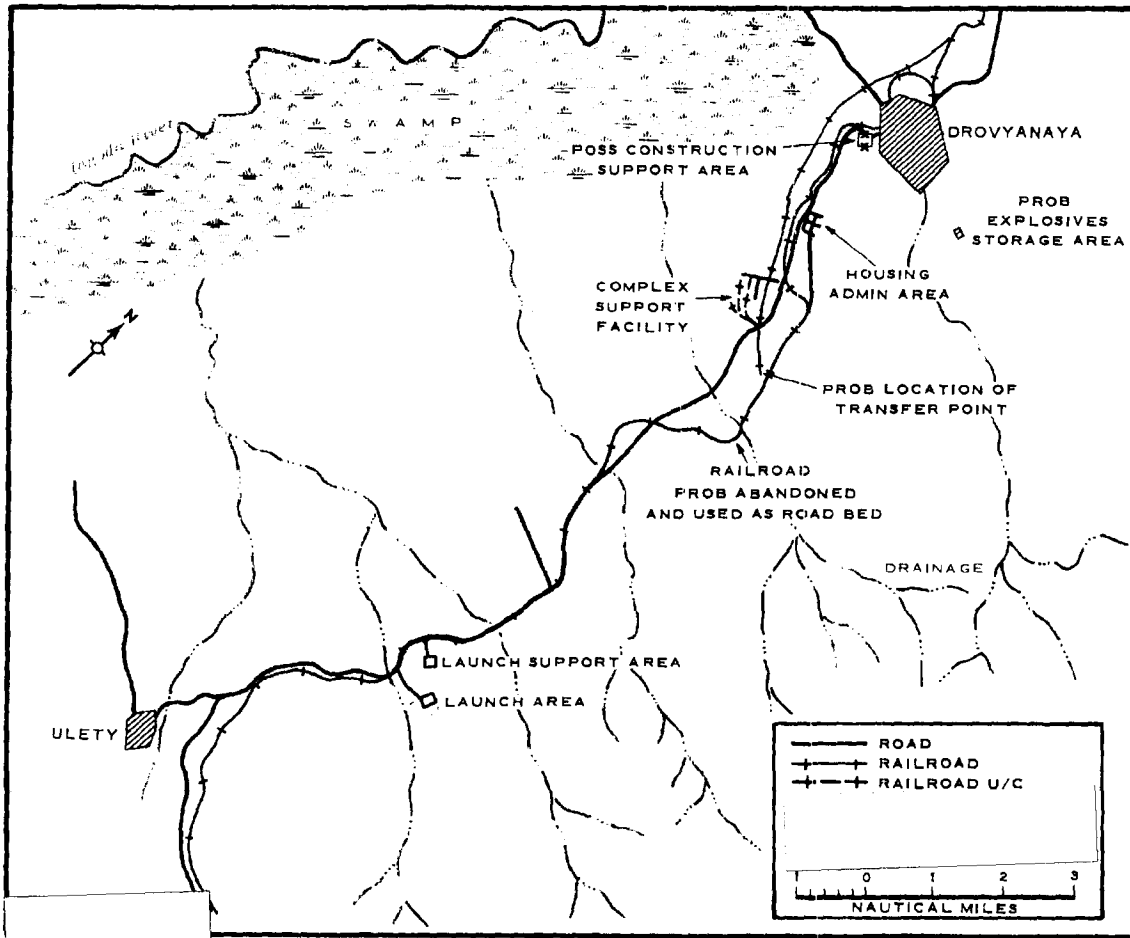 SWAMP
River
DROVYANAYA
POSS CONSTRUCTION
SUPPORT AREA
PROB
EXPLOSIVES
STORAGE AREA
N
HOUSING
ADMIN AREA
COMPLEX
SUPPORT
FACILITY
PROB LOCATION OF
TRANSFER POINT
RAILROAD
PROB ABANDONED
AND USED AS ROAD BED
DRAINAGE
LAUNCH SUPPORT AREA
LAUNCH AREA
ULETY
ROAD
RAILROAD
RAILROAD U/C
1 0 1 2 3
NAUTICAL MILES